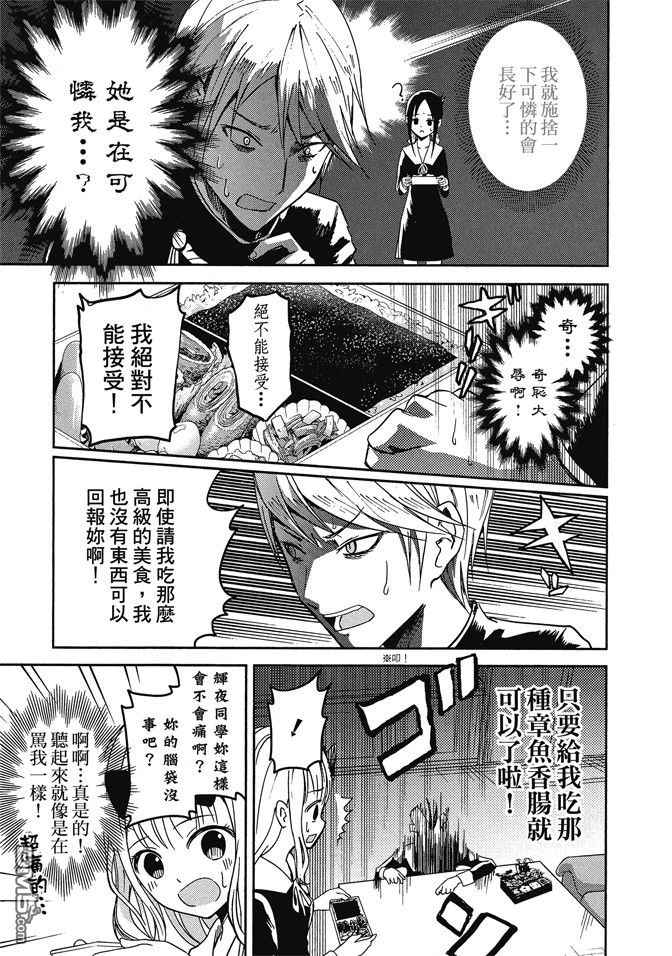 我就施捨一
下可憐的會
長好了…
?
她是在可
憐我…?
奇…
奇恥大
辱啊!
絕不能接受…
我絕對不
能接受!
即使請我吃那麼
高級的美食,我
也沒有東西可以
回報妳啊!
※叩!
只要給我吃那
種章魚香腸就
可以了啦!
ゴッ
!
輝夜同學妳這樣
會不會痛啊?
妳的腦袋沒
事吧?
啊啊…真是的!
聽起來就像是在
罵我一樣!
超痛的…